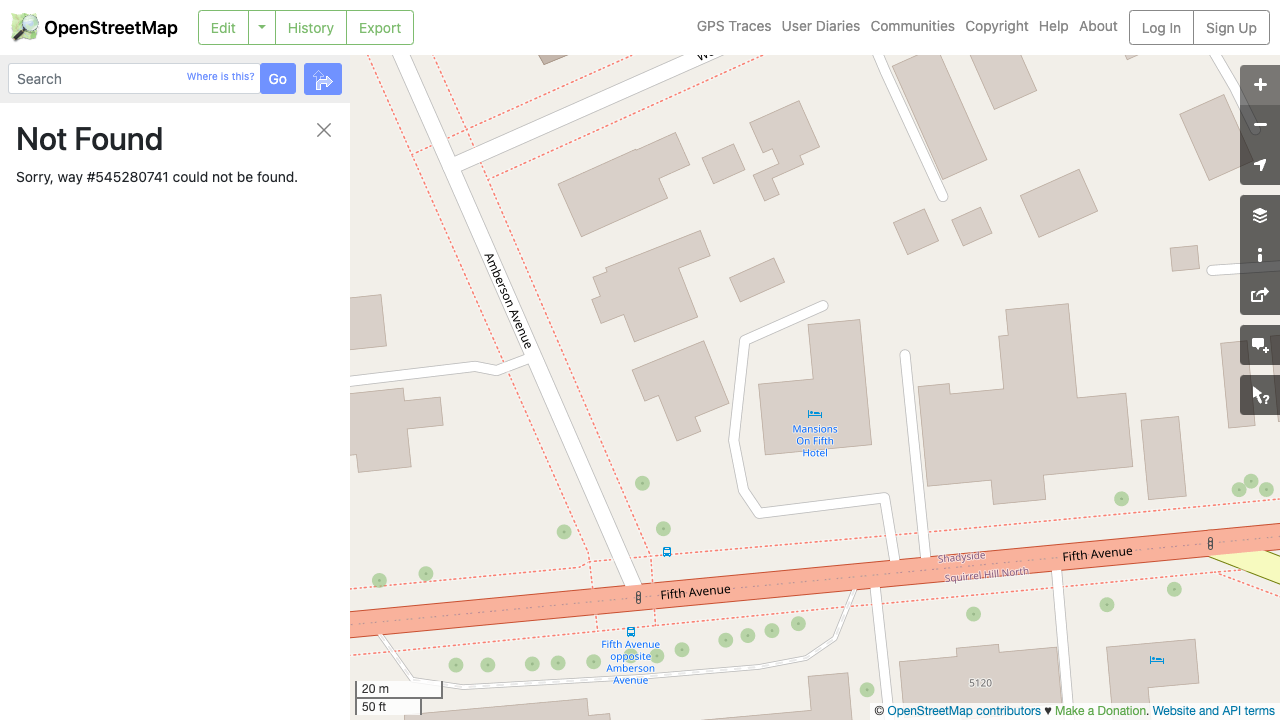 OpenStreetMap
Edit
History
Export
GPS Traces
User Diaries
Communities
Copyright
Help
About
Log In
Sign Up
Search
Where is this?
Go
Not Found
Sorry, way #545280741 could not be found.
Amberson Avenue
Mansions
On Fifth
Hotel
Shadyside
Squirrel Hill North
Fifth Avenue
Fifth Avenue
Fifth Avenue
opposite
Amberson
Avenue
5120
20 m
50 ft
© OpenStreetMap contributors ♥ Make a Donation. Website and API terms